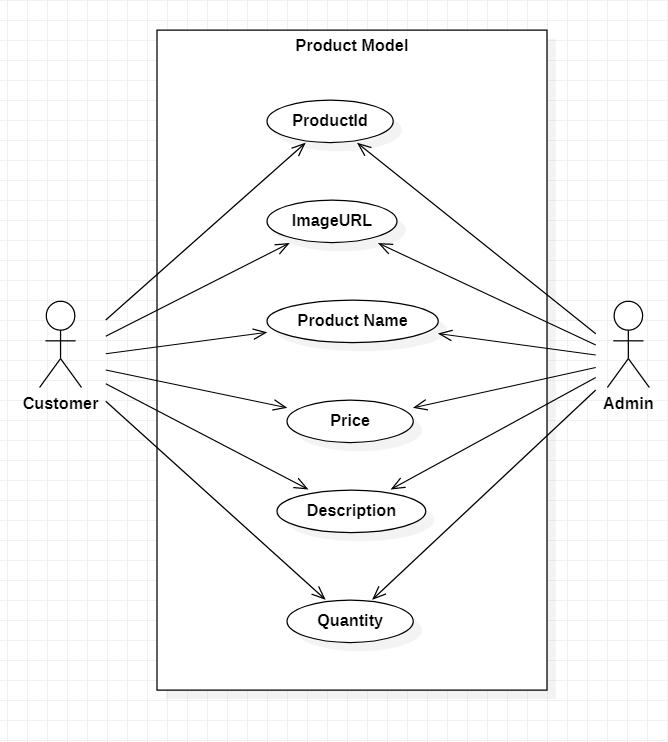 Product Model
ProductId
ImageURL
Product Name
Customer
Admin
Price
Description
Quantity